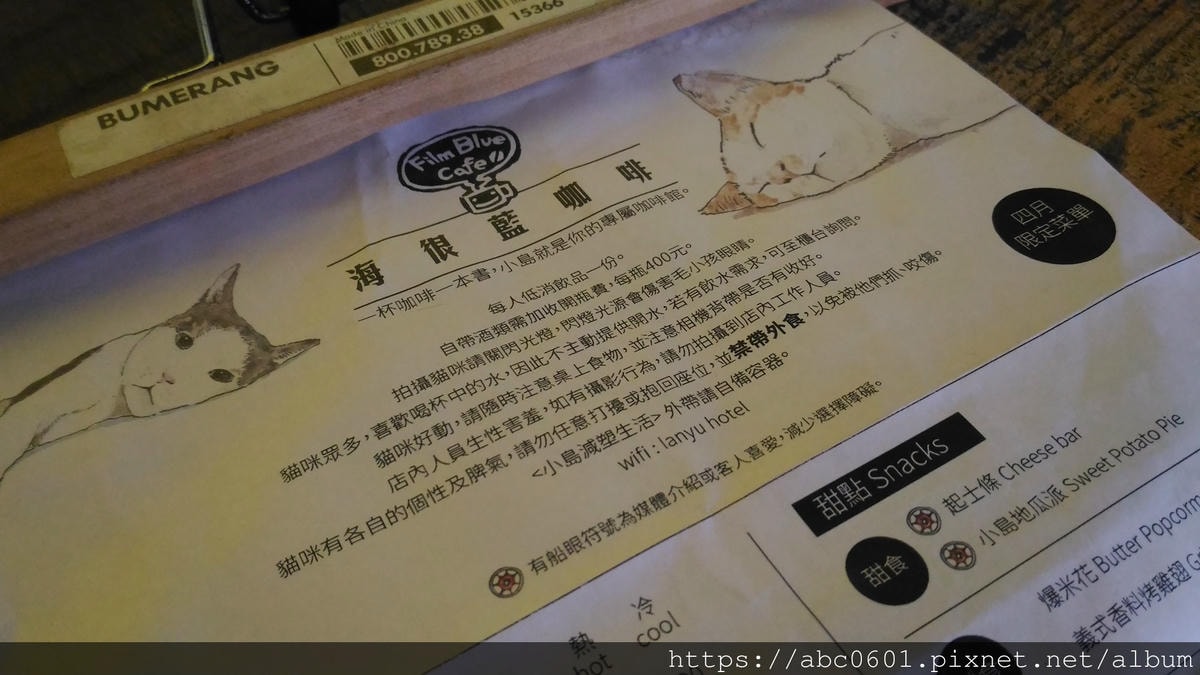 Made in China
BUMERANG
800.789.38
15366
Film Blue
Cafe
海很藍咖啡
一杯咖啡一本書，小島就是你的專屬咖啡館。
四月
限定菜單
每人低消飲品一份。
自帶酒類需加收開瓶費，每瓶400元。
拍攝貓咪請關閃光燈，閃燈光源會傷害毛小孩眼睛。
貓咪眾多，喜歡喝杯中的水，因此不主動提供開水，若有飲水需求，可至櫃台詢問。
貓咪好動，請隨時注意桌上食物，並注意相機背帶是否有收好。
店內人員生性害羞，如有攝影行為，請勿拍攝到店內工作人員。
貓咪有各自的個性及脾氣，請勿任意打擾或抱回座位，並禁帶外食，以免被他們抓、咬傷。
<小島減塑生活> 外帶請自備容器。
wifi : lanyu hotel
有船眼符號為媒體介紹或客人喜愛，減少選擇障礙。
甜點 Snacks
甜食
起士條 Cheese bar
小島地瓜派 Sweet Potato Pie
爆米花 Butter Popcorn
義式香料烤雞翅
熱 冷
hot cool
https://abc0601.pixnet.net/album